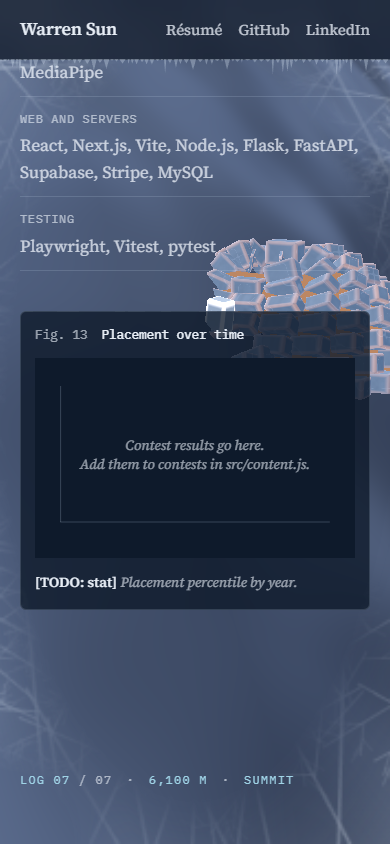 Warren Sun Résumé GitHub LinkedIn
MediaPipe
WEB AND SERVERS
React, Next.js, Vite, Node.js, Flask, FastAPI,
Supabase, Stripe, MySQL
TESTING
Playwright, Vitest, pytest
Fig. 13 Placement over time
Contest results go here.
Add them to contests in src/content.js.
[TODO: stat] Placement percentile by year.
LOG 07 / 07 · 6,100 M · SUMMIT